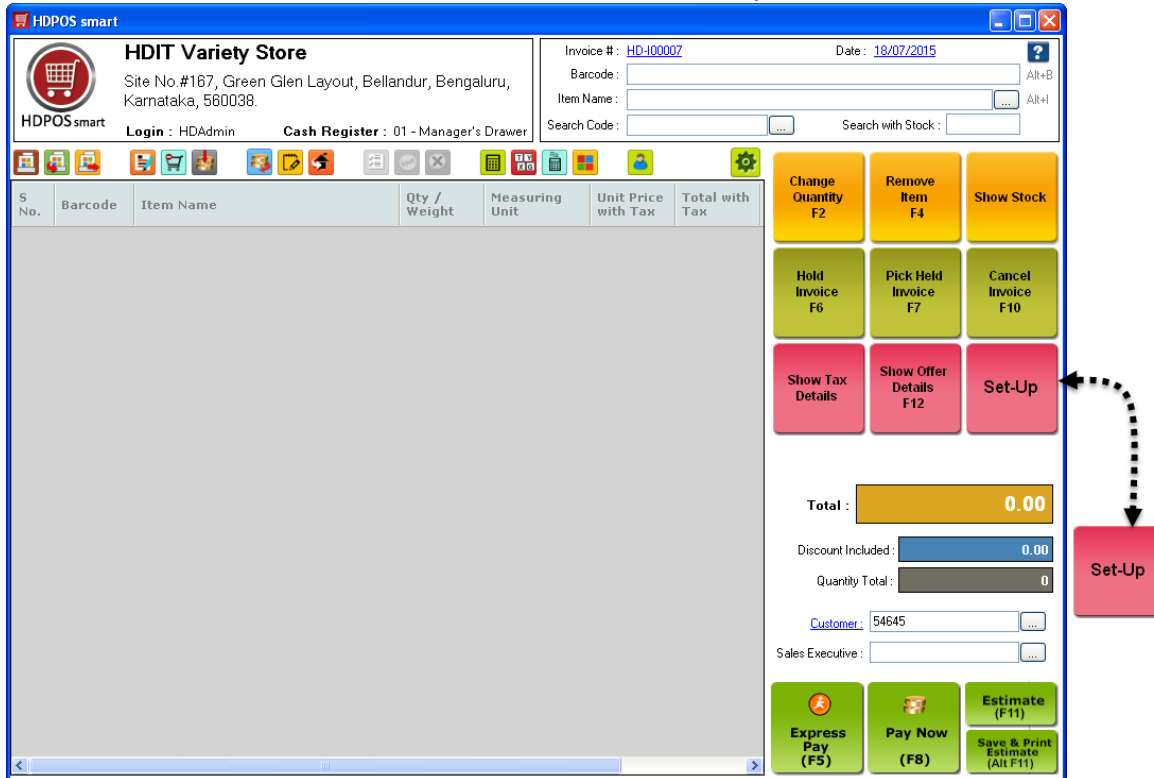 HDPOS smart
HDIT Variety Store
Site No.#167, Green Glen Layout, Bellandur, Bengaluru,
Karnataka, 560038.
HDPOS smart
Login : HDAdmin Cash Register : 01 - Manager's Drawer
Invoice # : HD-I00007 Date : 18/07/2015 ?
Barcode : Alt+B
Item Name : ... Alt+I
Search Code : ... Search with Stock :
S No. Barcode Item Name Qty / Weight Measuring Unit Unit Price with Tax Total with Tax
Change
Quantity
F2
Remove
Item
F4
Show Stock
Hold
Invoice
F6
Pick Held
Invoice
F7
Cancel
Invoice
F10
Show Tax
Details
Show Offer
Details
F12
Set-Up
Total : 0.00
Discount Included : 0.00
Quantity Total : 0
Set-Up
Customer : 54645 ...
Sales Executive : ...
Express
Pay
(F5)
Pay Now
(F8)
Estimate
(F11)
Save & Print
Estimate
(Alt F11)